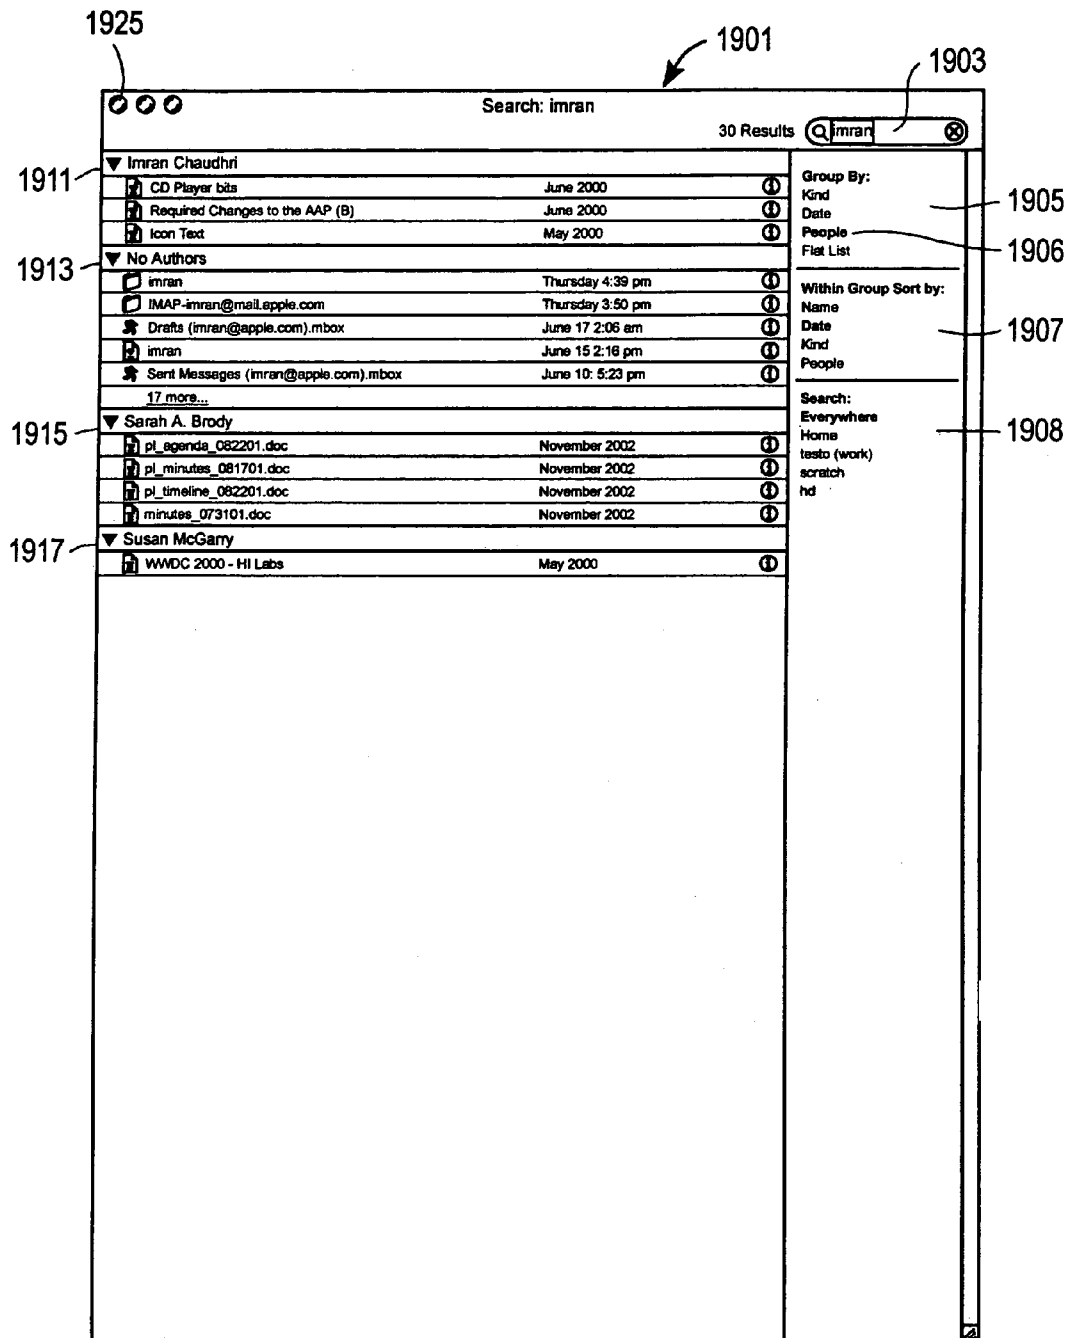 1925
1901
1903
Search: imran
30 Results
imran
1911
Imran Chaudhri
CD Player bits June 2000
Required Changes to the AAP (B) June 2000
Icon Text May 2000
1913
No Authors
imran Thursday 4:39 pm
IMAP-imran@mail.apple.com Thursday 3:50 pm
Drafts (imran@apple.com).mbox June 17 2:06 am
imran June 15 2:16 pm
Sent Messages (imran@apple.com).mbox June 10: 5:23 pm
17 more...
1915
Sarah A. Brody
pl_agenda_082201.doc November 2002
pl_minutes_081701.doc November 2002
pl_timeline_082201.doc November 2002
minutes_073101.doc November 2002
1917
Susan McGarry
WWDC 2000 - HI Labs May 2000
Group By:
Kind
Date
People
Flat List
1905
1906
Within Group Sort by:
Name
Date
Kind
People
1907
Search:
Everywhere
Home
testo (work)
scratch
hd
1908